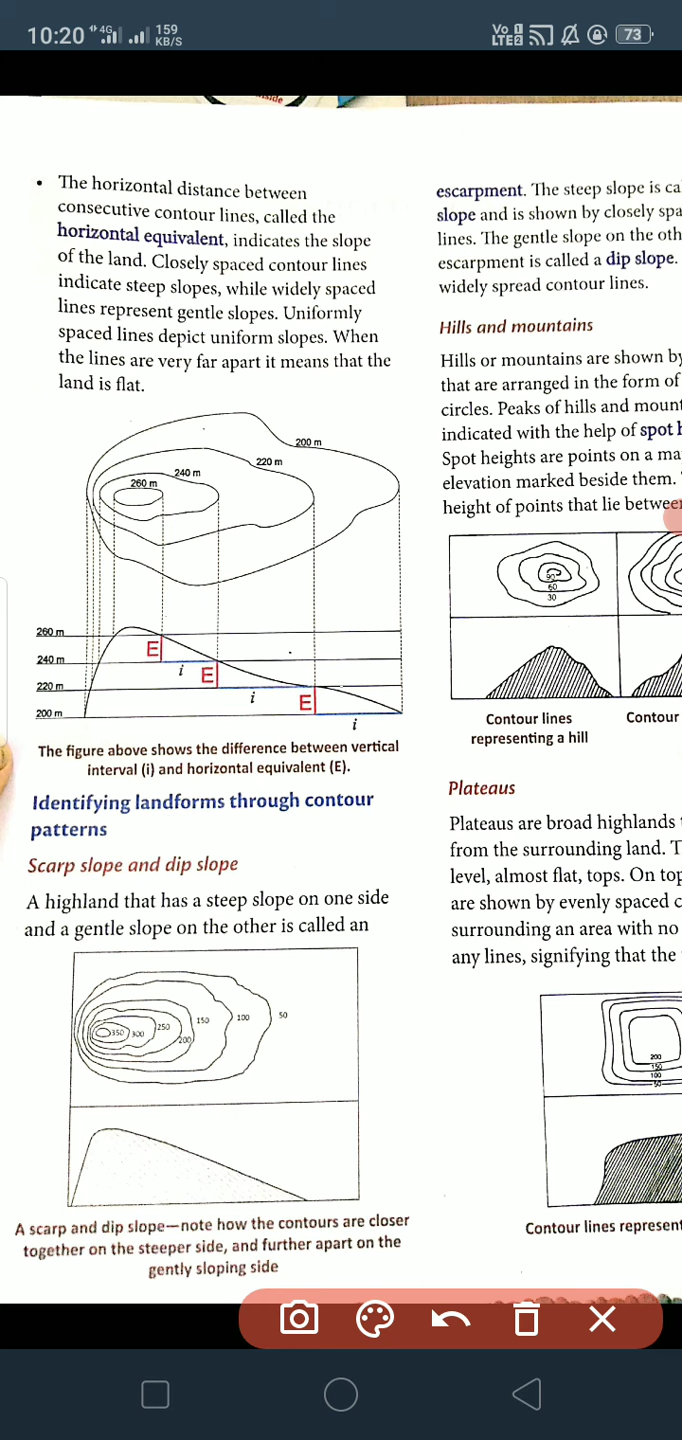 10:20 4G 159 KB/S Vo LTE 1 2 73
• The horizontal distance between
consecutive contour lines, called the
horizontal equivalent, indicates the slope
of the land. Closely spaced contour lines
indicate steep slopes, while widely spaced
lines represent gentle slopes. Uniformly
spaced lines depict uniform slopes. When
the lines are very far apart it means that the
land is flat.
200 m
220 m
240 m
260 m
260 m
240 m
220 m
200 m
E
i
E
i
E
i
The figure above shows the difference between vertical
interval (i) and horizontal equivalent (E).
Identifying landforms through contour
patterns
Scarp slope and dip slope
A highland that has a steep slope on one side
and a gentle slope on the other is called an
350 300 250 200 150 100 50
A scarp and dip slope—note how the contours are closer
together on the steeper side, and further apart on the
gently sloping side
escarpment. The steep slope is ca
slope and is shown by closely spa
lines. The gentle slope on the oth
escarpment is called a dip slope.
widely spread contour lines.
Hills and mountains
Hills or mountains are shown by
that are arranged in the form of
circles. Peaks of hills and mount
indicated with the help of spot h
Spot heights are points on a ma
elevation marked beside them.
height of points that lie between
90
60
30
Contour lines
representing a hill
Contour
Plateaus
Plateaus are broad highlands
from the surrounding land. T
level, almost flat, tops. On top
are shown by evenly spaced c
surrounding an area with no
any lines, signifying that the
200
150
100
50
Contour lines represent